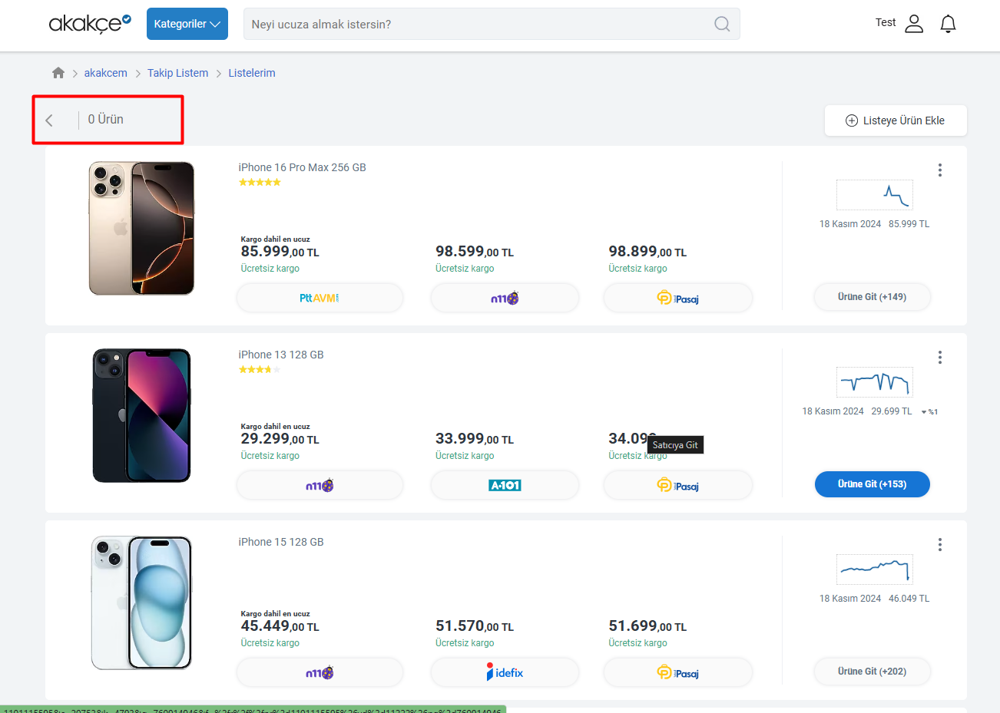 akakçe
Kategoriler
Neyi ucuza almak istersin?
Test
akakcem
Takip Listem
Listelerim
0 Ürün
Listeye Ürün Ekle
iPhone 16 Pro Max 256 GB
18 Kasım 2024 85.999 TL
Kargo dahil en ucuz
85.999,00 TL
98.599,00 TL
98.899,00 TL
Ücretsiz kargo
Ücretsiz kargo
Ücretsiz kargo
PttAVM
n11
Pasaj
Ürüne Git (+149)
iPhone 13 128 GB
18 Kasım 2024 29.699 TL %1
Kargo dahil en ucuz
29.299,00 TL
33.999,00 TL
34.099
Satıcıya Git
Ücretsiz kargo
Ücretsiz kargo
Ücretsiz kargo
n11
A101
Pasaj
Ürüne Git (+153)
iPhone 15 128 GB
18 Kasım 2024 46.049 TL
Kargo dahil en ucuz
45.449,00 TL
51.570,00 TL
51.699,00 TL
Ücretsiz kargo
Ücretsiz kargo
Ücretsiz kargo
n11
idefix
Pasaj
Ürüne Git (+202)